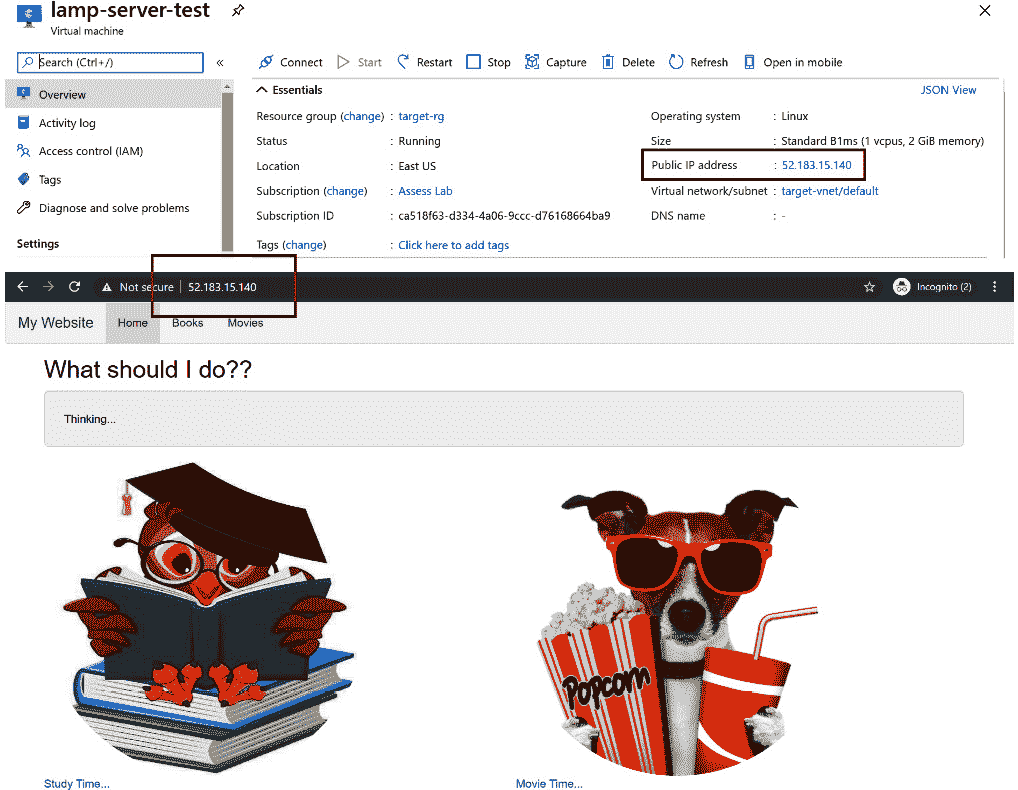 lamp-server-test
Virtual machine
Search (Ctrl+/)
«
Connect Start Restart Stop Capture Delete Refresh Open in mobile
Overview
Activity log
Access control (IAM)
Tags
Diagnose and solve problems
Settings
Essentials
JSON View
Resource group (change) : target-rg
Status : Running
Location : East US
Subscription (change) : Assess Lab
Subscription ID : ca518f63-d334-4a06-9ccc-d76168664ba9
Tags (change) : Click here to add tags
Operating system : Linux
Size : Standard B1ms (1 vcpus, 2 GiB memory)
Public IP address : 52.183.15.140
Virtual network/subnet : target-vnet/default
DNS name : -
Not secure | 52.183.15.140
Incognito (2)
My Website Home Books Movies
What should I do??
Thinking...
Popcorn
Study Time...
Movie Time...